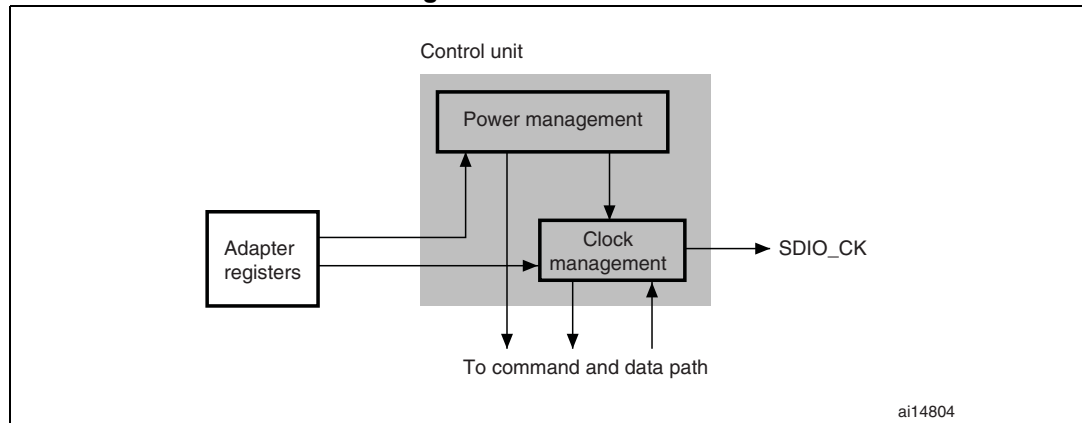 Control unit
Power management
Adapter
registers
Clock
management
SDIO_CK
To command and data path
ai14804